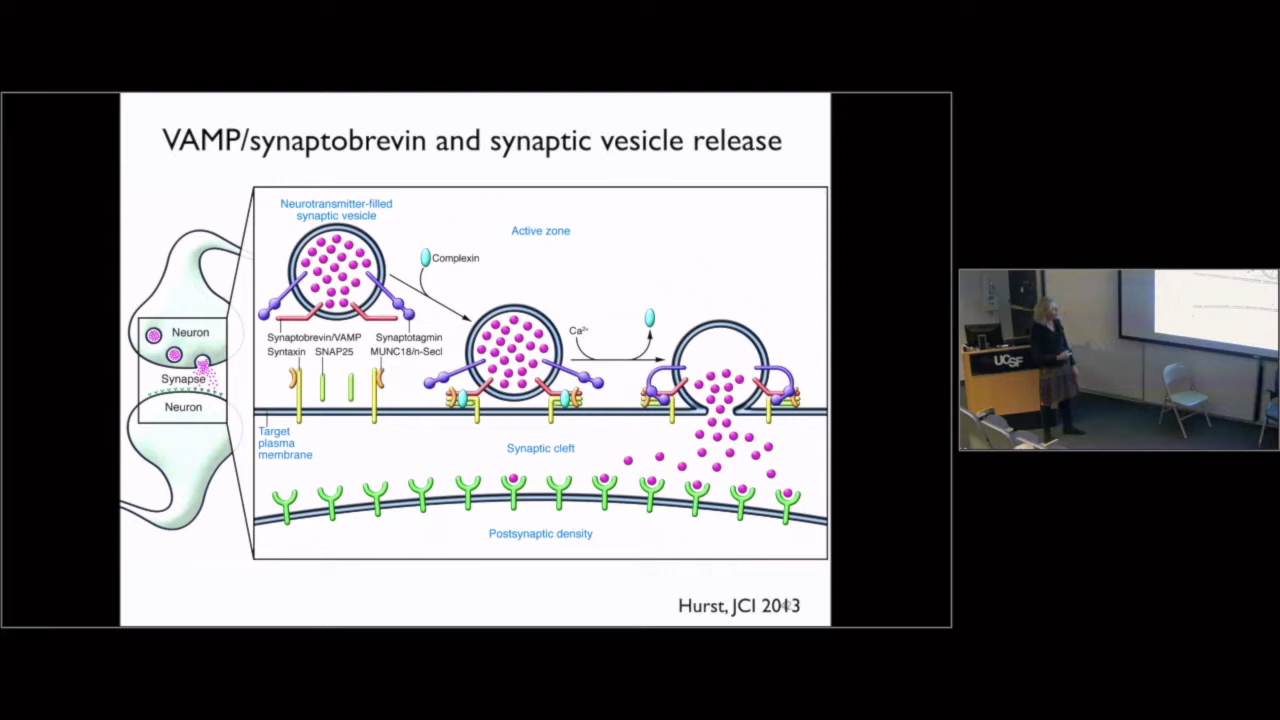 VAMP/synaptobrevin and synaptic vesicle release
Neurotransmitter-filled
synaptic vesicle
Active zone
Complexin
Synaptobrevin/VAMP
Synaptotagmin
Syntaxin
SNAP25
MUNC18/n-Secl
Ca²⁺
Neuron
Synapse
Neuron
Target
plasma
membrane
Synaptic cleft
Postsynaptic density
Hurst, JCI 2013
UCSF